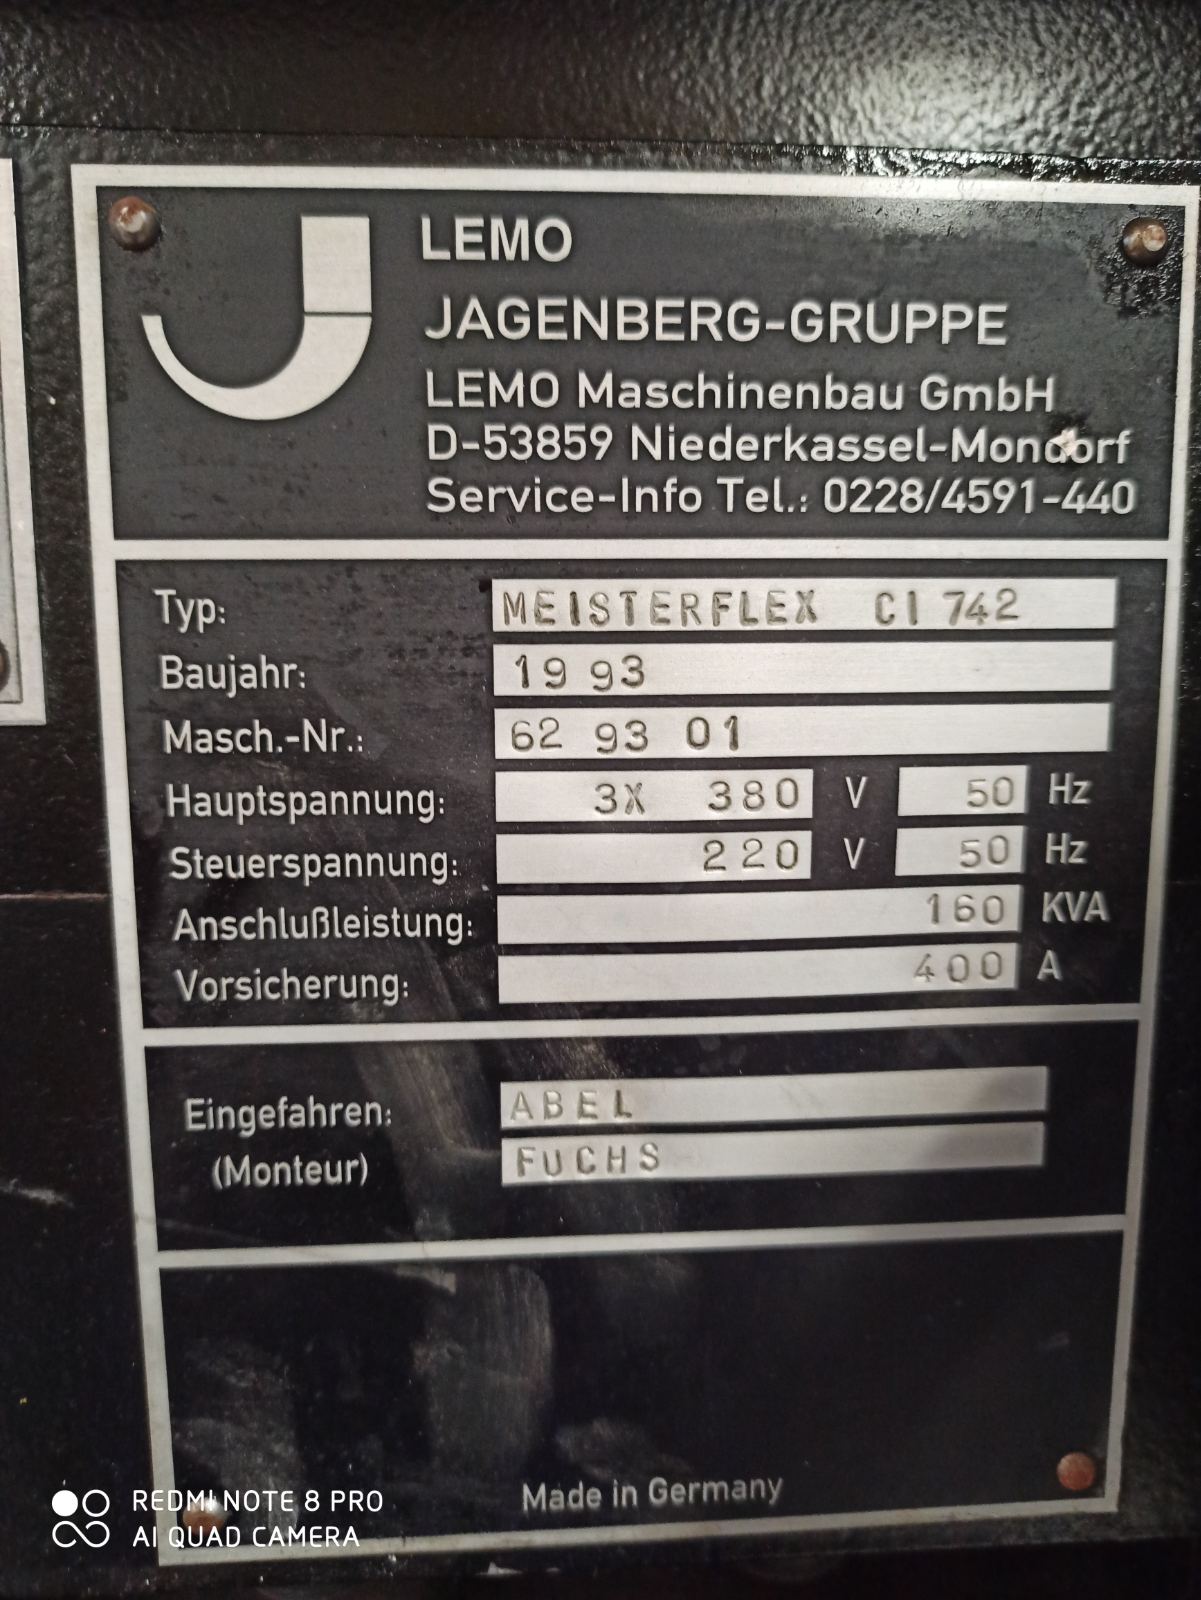 LEMO
JAGENBERG-GRUPPE
LEMO Maschinenbau GmbH
D-53859 Niederkassel-Mondorf
Service-Info Tel.: 0228/4591-440
Typ: MEISTERFLEX CI 742
Baujahr: 19 93
Masch.-Nr.: 62 93 01
Hauptspannung: 3X 380 V 50 Hz
Steuerspannung: 220 V 50 Hz
Anschlußleistung: 160 KVA
Vorsicherung: 400 A
Eingefahren: ABEL
(Monteur) FUCHS
Made in Germany
REDMI NOTE 8 PRO
AI QUAD CAMERA